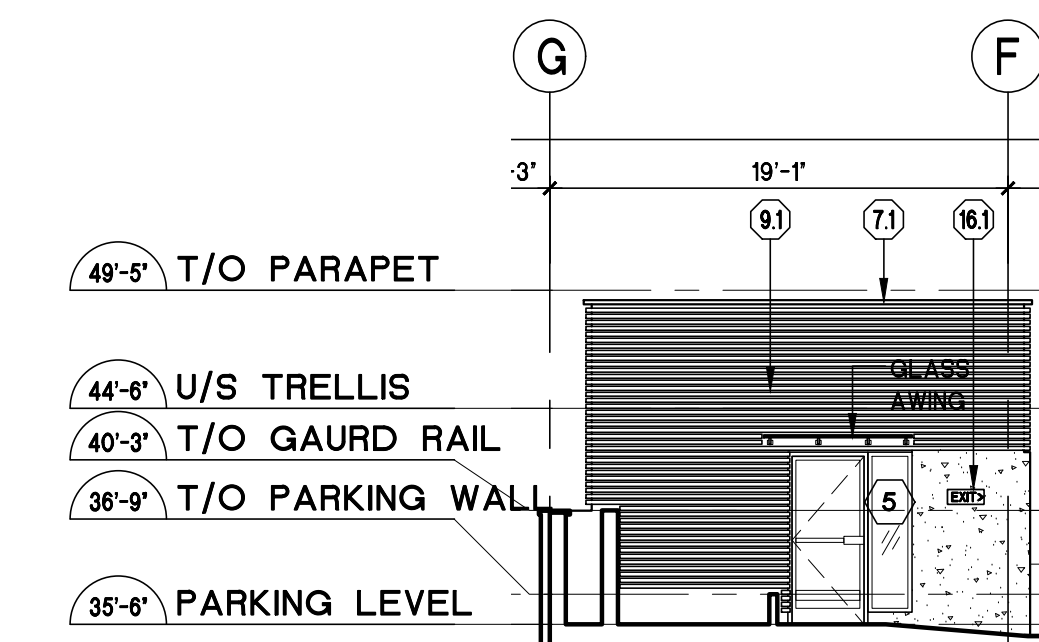 G F
-3" 19'-1"
9.1 7.1 16.1
49'-5" T/O PARAPET
GLASS
AWING
44'-6" U/S TRELLIS
40'-3" T/O GAURD RAIL
36'-9" T/O PARKING WALL
EXIT>
5
35'-6" PARKING LEVEL